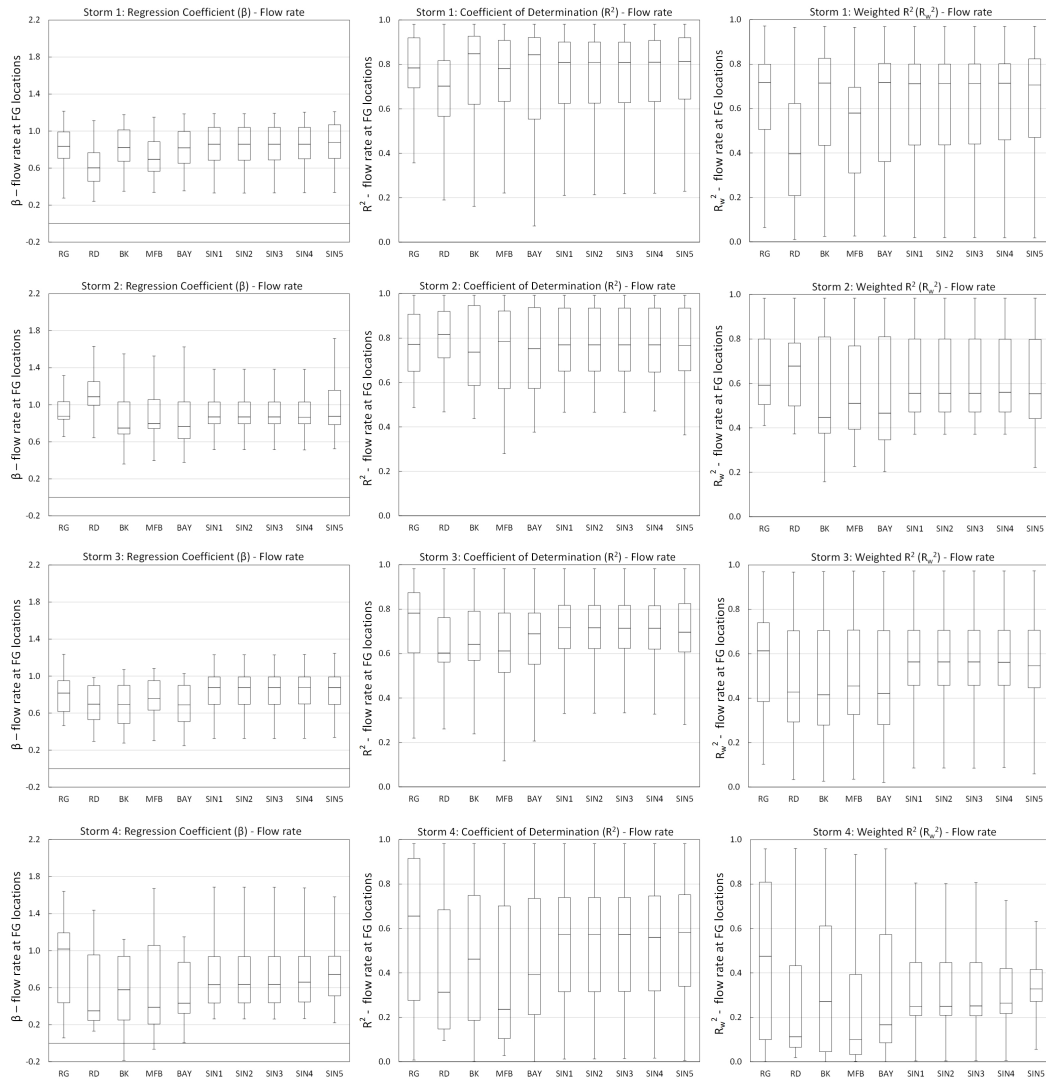 Storm 1: Regression Coefficient (β) - Flow rate
β – flow rate at FG locations
2.2
1.8
1.4
1.0
0.6
0.2
-0.2
RG RD BK MFB BAY SIN1 SIN2 SIN3 SIN4 SIN5
Storm 1: Coefficient of Determination (R²) - Flow rate
R² - flow rate at FG locations
1.0
0.8
0.6
0.4
0.2
0.0
RG RD BK MFB BAY SIN1 SIN2 SIN3 SIN4 SIN5
Storm 1: Weighted R² (Rw²) - Flow rate
Rw² - flow rate at FG locations
1.0
0.8
0.6
0.4
0.2
0.0
RG RD BK MFB BAY SIN1 SIN2 SIN3 SIN4 SIN5
Storm 2: Regression Coefficient (β) - Flow rate
β – flow rate at FG locations
2.2
1.8
1.4
1.0
0.6
0.2
-0.2
RG RD BK MFB BAY SIN1 SIN2 SIN3 SIN4 SIN5
Storm 2: Coefficient of Determination (R²) - Flow rate
R² - flow rate at FG locations
1.0
0.8
0.6
0.4
0.2
0.0
RG RD BK MFB BAY SIN1 SIN2 SIN3 SIN4 SIN5
Storm 2: Weighted R² (Rw²) - Flow rate
Rw² - flow rate at FG locations
1.0
0.8
0.6
0.4
0.2
0.0
RG RD BK MFB BAY SIN1 SIN2 SIN3 SIN4 SIN5
Storm 3: Regression Coefficient (β) - Flow rate
β – flow rate at FG locations
2.2
1.8
1.4
1.0
0.6
0.2
-0.2
RG RD BK MFB BAY SIN1 SIN2 SIN3 SIN4 SIN5
Storm 3: Coefficient of Determination (R²) - Flow rate
R² - flow rate at FG locations
1.0
0.8
0.6
0.4
0.2
0.0
RG RD BK MFB BAY SIN1 SIN2 SIN3 SIN4 SIN5
Storm 3: Weighted R² (Rw²) - Flow rate
Rw² - flow rate at FG locations
1.0
0.8
0.6
0.4
0.2
0.0
RG RD BK MFB BAY SIN1 SIN2 SIN3 SIN4 SIN5
Storm 4: Regression Coefficient (β) - Flow rate
β – flow rate at FG locations
2.2
1.8
1.4
1.0
0.6
0.2
-0.2
RG RD BK MFB BAY SIN1 SIN2 SIN3 SIN4 SIN5
Storm 4: Coefficient of Determination (R²) - Flow rate
R² - flow rate at FG locations
1.0
0.8
0.6
0.4
0.2
0.0
RG RD BK MFB BAY SIN1 SIN2 SIN3 SIN4 SIN5
Storm 4: Weighted R² (Rw²) - Flow rate
Rw² - flow rate at FG locations
1.0
0.8
0.6
0.4
0.2
0.0
RG RD BK MFB BAY SIN1 SIN2 SIN3 SIN4 SIN5